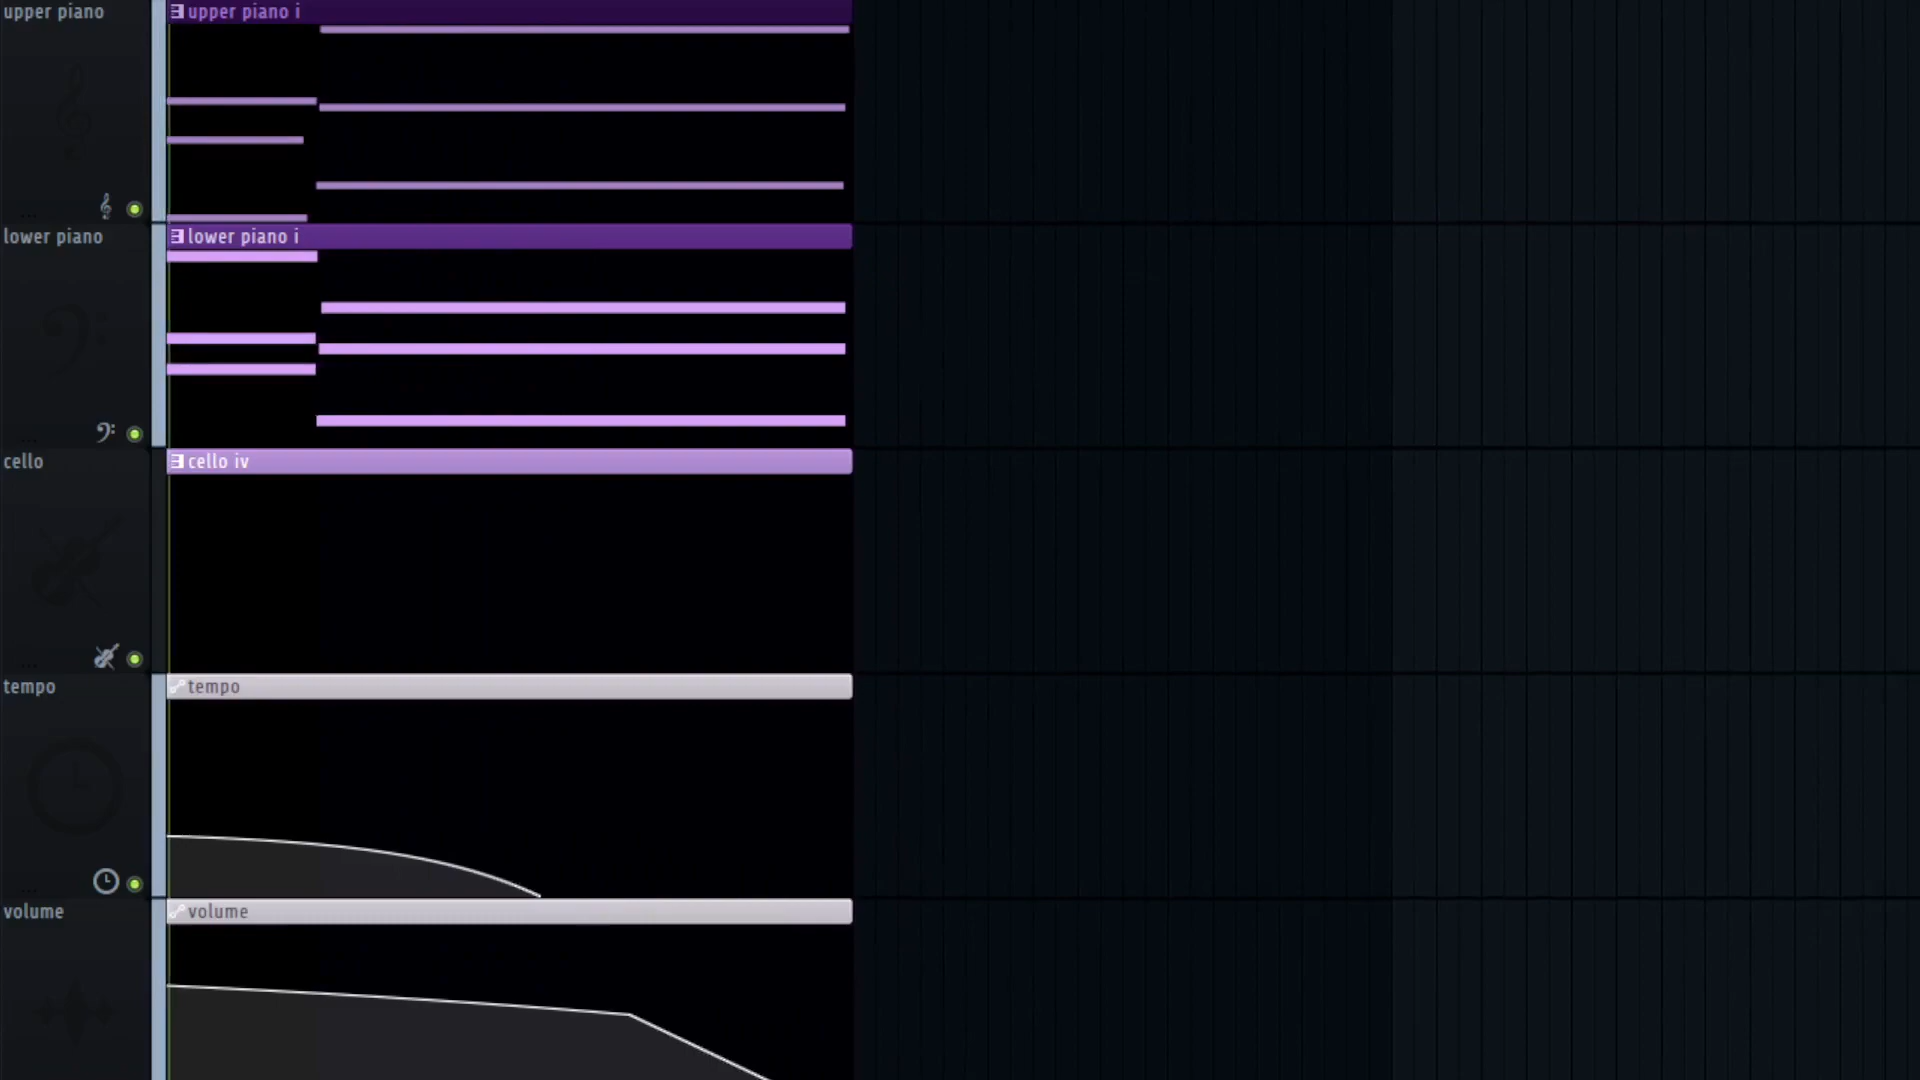 upper piano
upper piano i
lower piano
lower piano i
cello
cello iv
tempo
tempo
volume
volume